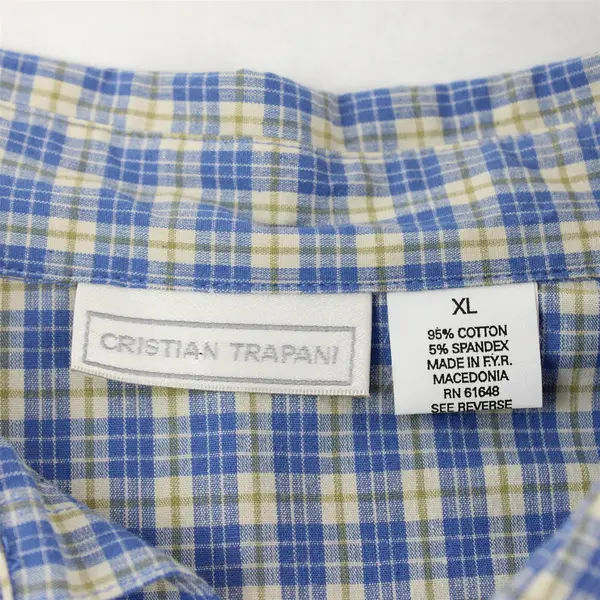 CRISTIAN TRAPANI
XL
95% COTTON
5% SPANDEX
MADE IN F.Y.R.
MACEDONIA
RN 61648
SEE REVERSE